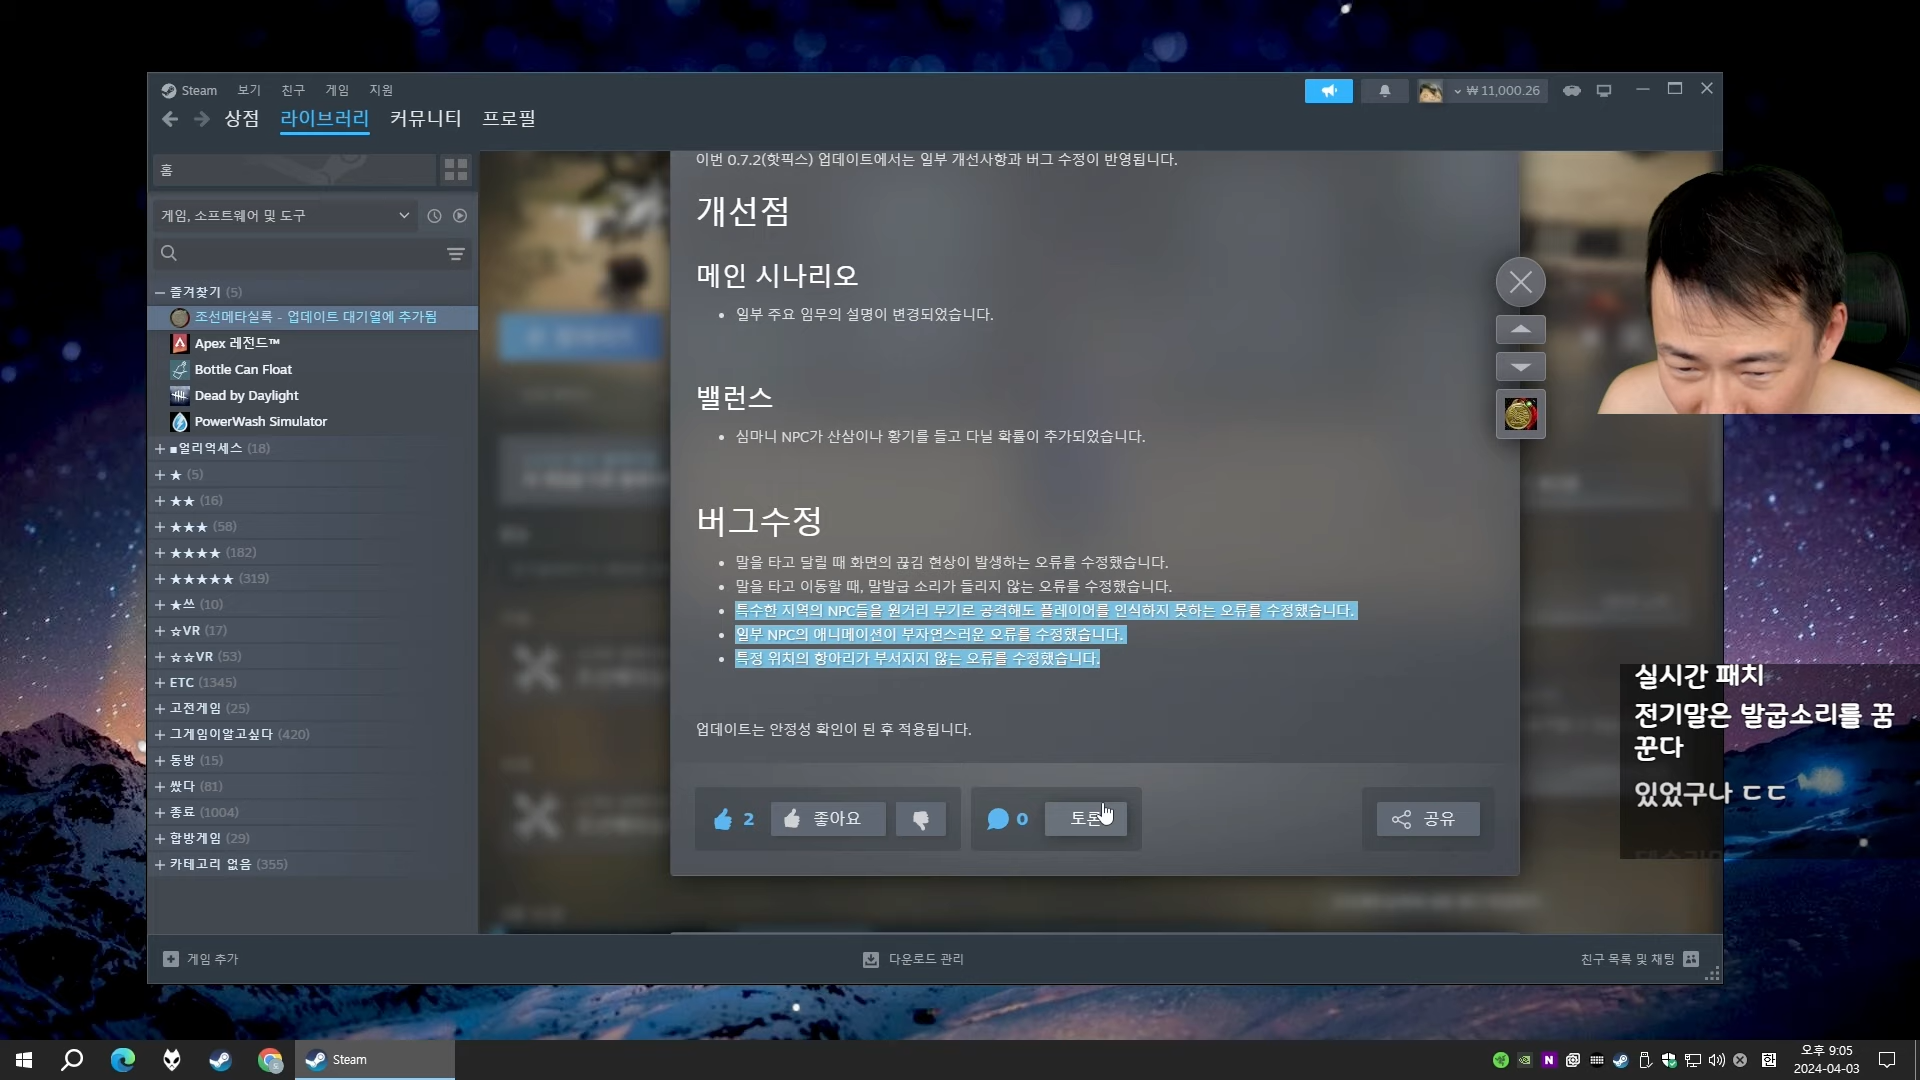 Steam 보기 친구 게임 지원
₩ 11,000.26
상점 라이브러리 커뮤니티 프로필
홈
게임, 소프트웨어 및 도구
− 즐겨찾기 (5)
조선메타실록 - 업데이트 대기열에 추가됨
Apex 레전드™
Bottle Can Float
Dead by Daylight
PowerWash Simulator
+ ■얼리억세스 (18)
+ ★ (5)
+ ★★ (16)
+ ★★★ (58)
+ ★★★★ (182)
+ ★★★★★ (319)
+ ★쓰 (10)
+ ☆VR (17)
+ ☆☆VR (53)
+ ETC (1345)
+ 고전게임 (25)
+ 그게임이알고싶다 (420)
+ 동방 (15)
+ 쌌다 (81)
+ 종료 (1004)
+ 합방게임 (29)
+ 카테고리 없음 (355)
이번 0.7.2(핫픽스) 업데이트에서는 일부 개선사항과 버그 수정이 반영됩니다.
개선점
메인 시나리오
• 일부 주요 임무의 설명이 변경되었습니다.
밸런스
• 심마니 NPC가 산삼이나 황기를 들고 다닐 확률이 추가되었습니다.
버그수정
• 말을 타고 달릴 때 화면의 끊김 현상이 발생하는 오류를 수정했습니다.
• 말을 타고 이동할 때, 말발급 소리가 들리지 않는 오류를 수정했습니다.
• 특수한 지역의 NPC들을 원거리 무기로 공격해도 플레이어를 인식하지 못하는 오류를 수정했습니다.
• 일부 NPC의 애니메이션이 부자연스러운 오류를 수정했습니다.
• 특정 위치의 항아리가 부서지지 않는 오류를 수정했습니다.
업데이트는 안정성 확인이 된 후 적용됩니다.
2 좋아요 0 토론 공유
실시간 패치
전기말은 발굽소리를 꿈
꾼다
있었구나 ㄷㄷ
게임 추가 다운로드 관리 친구 목록 및 채팅
Steam
한
오후 9:05
2024-04-03